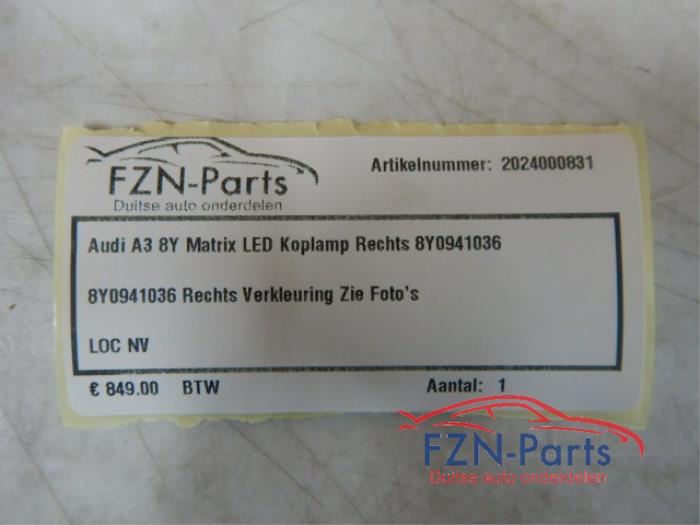 FZN-Parts
Duitse auto onderdelen
Artikelnummer: 2024000831
Audi A3 8Y Matrix LED Koplamp Rechts 8Y0941036
8Y0941036 Rechts Verkleuring Zie Foto's
LOC NV
€ 849.00 BTW Aantal: 1
FZN-Parts
Duitse auto onderdelen